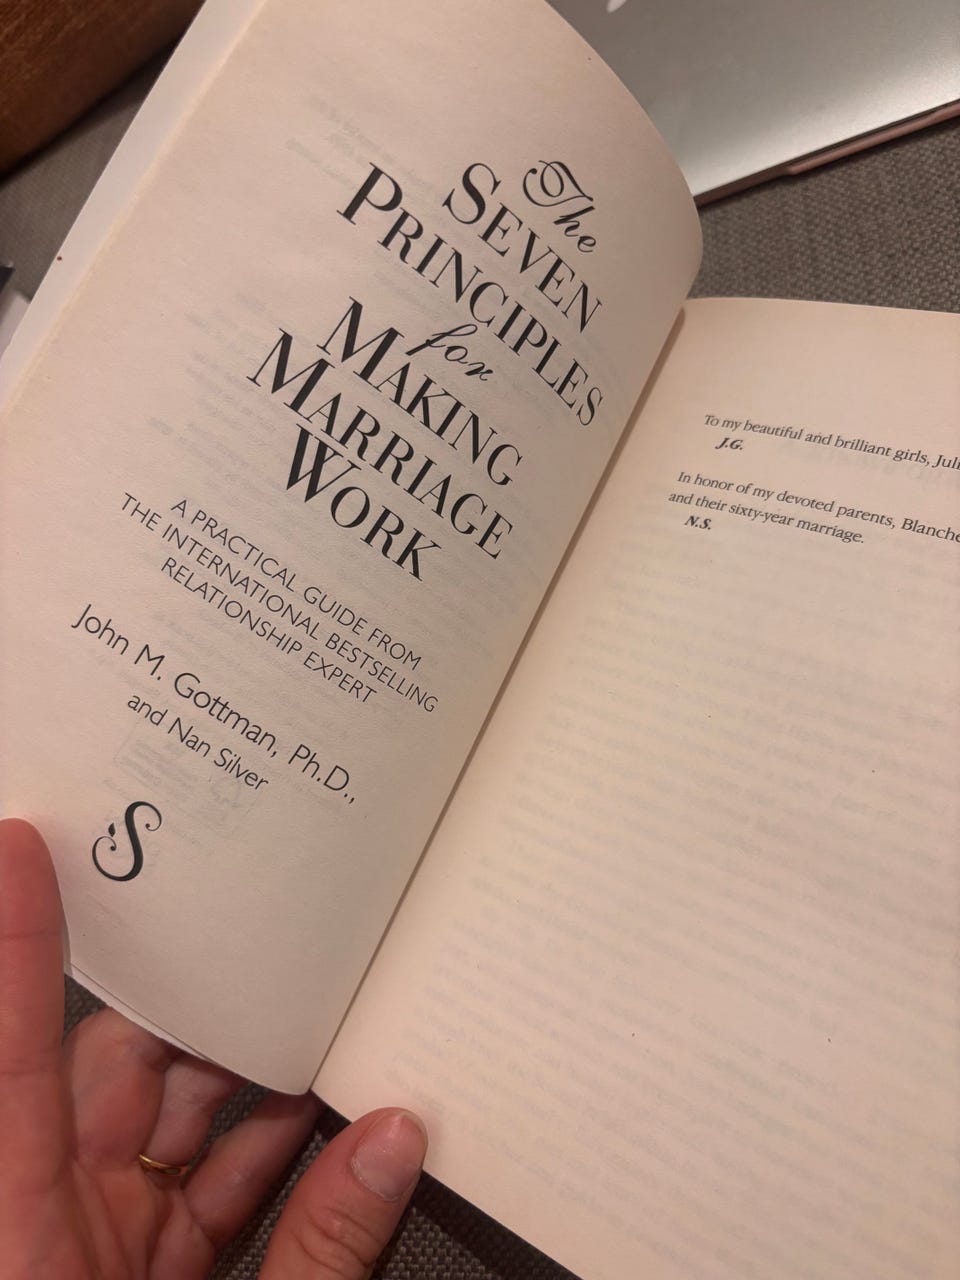 The
SEVEN
PRINCIPLES
for
MAKING
MARRIAGE
WORK
A PRACTICAL GUIDE FROM
THE INTERNATIONAL BESTSELLING
RELATIONSHIP EXPERT
John M. Gottman, Ph.D.,
and Nan Silver
S
To my beautiful and brilliant girls,
J.G.
In honor of my devoted parents, Blanche
and their sixty-year marriage.
N.S.